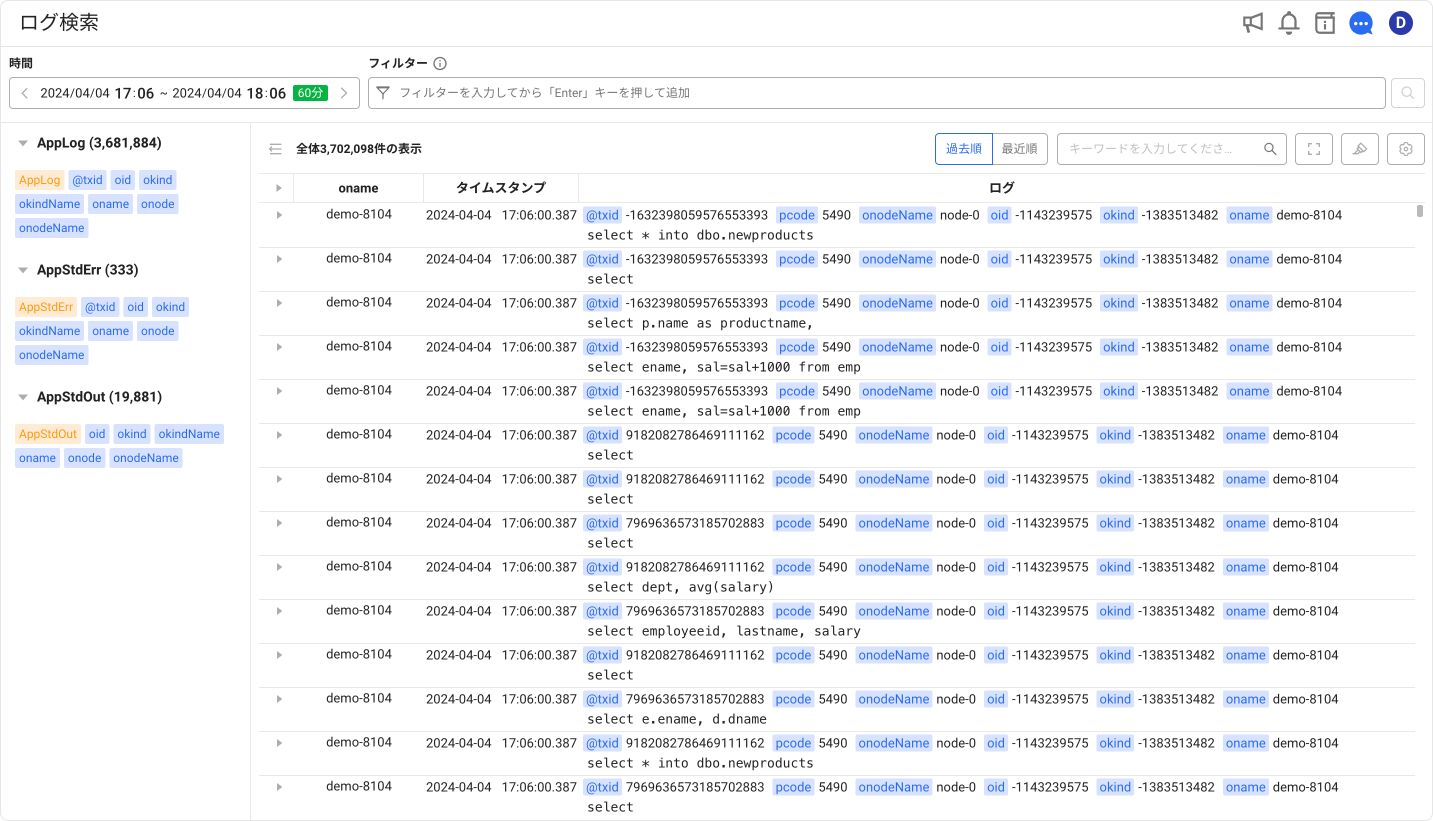 ログ検索
D
時間
フィルター
2024/04/04 17:06 ~ 2024/04/04 18:06 60分
フィルターを入力してから「Enter」キーを押して追加
AppLog (3,681,884)
AppLog @txid oid okind
okindName oname onode
onodeName
AppStdErr (333)
AppStdErr @txid oid okind
okindName oname onode
onodeName
AppStdOut (19,881)
AppStdOut oid okind okindName
oname onode onodeName
全体3,702,098件の表示
過去順 最近順 キーワードを入力してくださ...
oname タイムスタンプ ログ
demo-8104 2024-04-04 17:06:00.387 @txid -1632398059576553393 pcode 5490 onodeName node-0 oid -1143239575 okind -1383513482 oname demo-8104
select * into dbo.newproducts
demo-8104 2024-04-04 17:06:00.387 @txid -1632398059576553393 pcode 5490 onodeName node-0 oid -1143239575 okind -1383513482 oname demo-8104
select
demo-8104 2024-04-04 17:06:00.387 @txid -1632398059576553393 pcode 5490 onodeName node-0 oid -1143239575 okind -1383513482 oname demo-8104
select p.name as productname,
demo-8104 2024-04-04 17:06:00.387 @txid -1632398059576553393 pcode 5490 onodeName node-0 oid -1143239575 okind -1383513482 oname demo-8104
select ename, sal=sal+1000 from emp
demo-8104 2024-04-04 17:06:00.387 @txid -1632398059576553393 pcode 5490 onodeName node-0 oid -1143239575 okind -1383513482 oname demo-8104
select ename, sal=sal+1000 from emp
demo-8104 2024-04-04 17:06:00.387 @txid 9182082786469111162 pcode 5490 onodeName node-0 oid -1143239575 okind -1383513482 oname demo-8104
select
demo-8104 2024-04-04 17:06:00.387 @txid 9182082786469111162 pcode 5490 onodeName node-0 oid -1143239575 okind -1383513482 oname demo-8104
select
demo-8104 2024-04-04 17:06:00.387 @txid 7969636573185702883 pcode 5490 onodeName node-0 oid -1143239575 okind -1383513482 oname demo-8104
select
demo-8104 2024-04-04 17:06:00.387 @txid 9182082786469111162 pcode 5490 onodeName node-0 oid -1143239575 okind -1383513482 oname demo-8104
select dept, avg(salary)
demo-8104 2024-04-04 17:06:00.387 @txid 7969636573185702883 pcode 5490 onodeName node-0 oid -1143239575 okind -1383513482 oname demo-8104
select employeeid, lastname, salary
demo-8104 2024-04-04 17:06:00.387 @txid 9182082786469111162 pcode 5490 onodeName node-0 oid -1143239575 okind -1383513482 oname demo-8104
select
demo-8104 2024-04-04 17:06:00.387 @txid 7969636573185702883 pcode 5490 onodeName node-0 oid -1143239575 okind -1383513482 oname demo-8104
select e.ename, d.dname
demo-8104 2024-04-04 17:06:00.387 @txid 9182082786469111162 pcode 5490 onodeName node-0 oid -1143239575 okind -1383513482 oname demo-8104
select * into dbo.newproducts
demo-8104 2024-04-04 17:06:00.387 @txid 7969636573185702883 pcode 5490 onodeName node-0 oid -1143239575 okind -1383513482 oname demo-8104
select